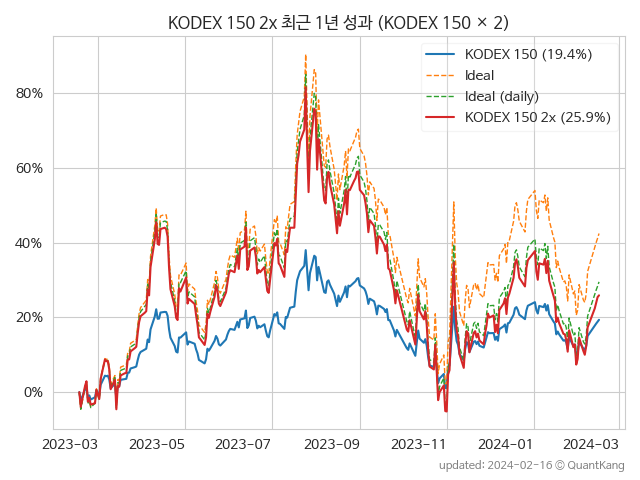 KODEX 150 2x 최근 1년 성과 (KODEX 150 × 2)
KODEX 150 (19.4%)
Ideal
Ideal (daily)
KODEX 150 2x (25.9%)
80%
60%
40%
20%
0%
2023-03 2023-05 2023-07 2023-09 2023-11 2024-01 2024-03
updated: 2024-02-16 © QuantKang